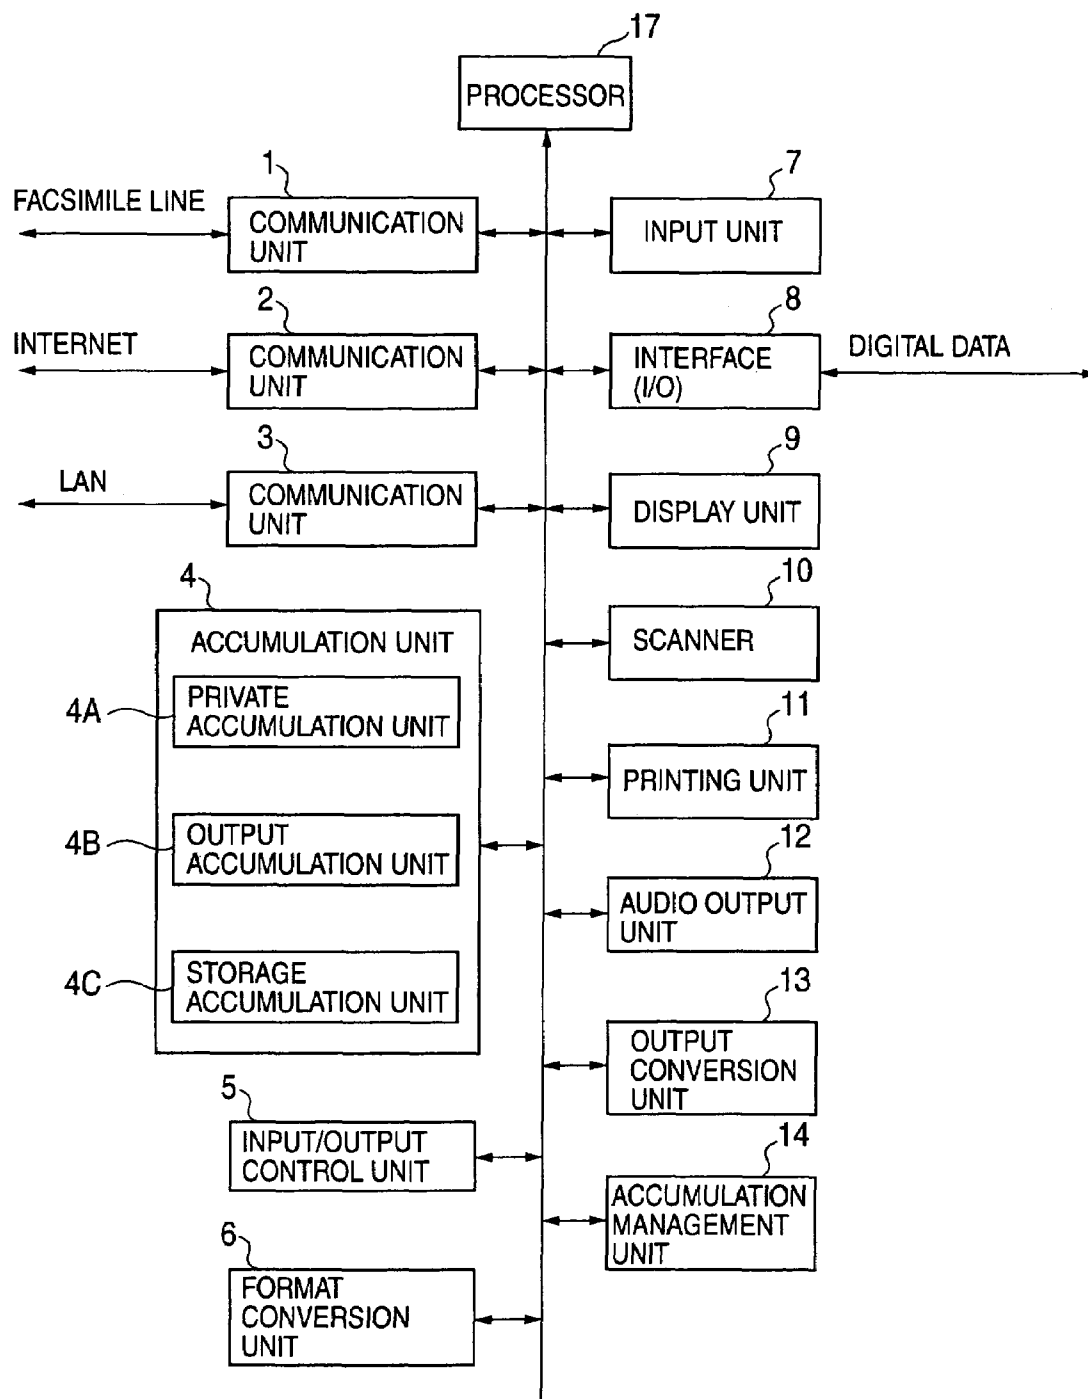 17
PROCESSOR
1
FACSIMILE LINE
COMMUNICATION
UNIT
7
INPUT UNIT
2
INTERNET
COMMUNICATION
UNIT
8
INTERFACE
(I/O)
DIGITAL DATA
3
LAN
COMMUNICATION
UNIT
9
DISPLAY UNIT
4
ACCUMULATION UNIT
4A
PRIVATE
ACCUMULATION UNIT
4B
OUTPUT
ACCUMULATION UNIT
4C
STORAGE
ACCUMULATION UNIT
10
SCANNER
11
PRINTING UNIT
12
AUDIO OUTPUT
UNIT
13
OUTPUT
CONVERSION
UNIT
5
INPUT/OUTPUT
CONTROL UNIT
14
ACCUMULATION
MANAGEMENT
UNIT
6
FORMAT
CONVERSION
UNIT